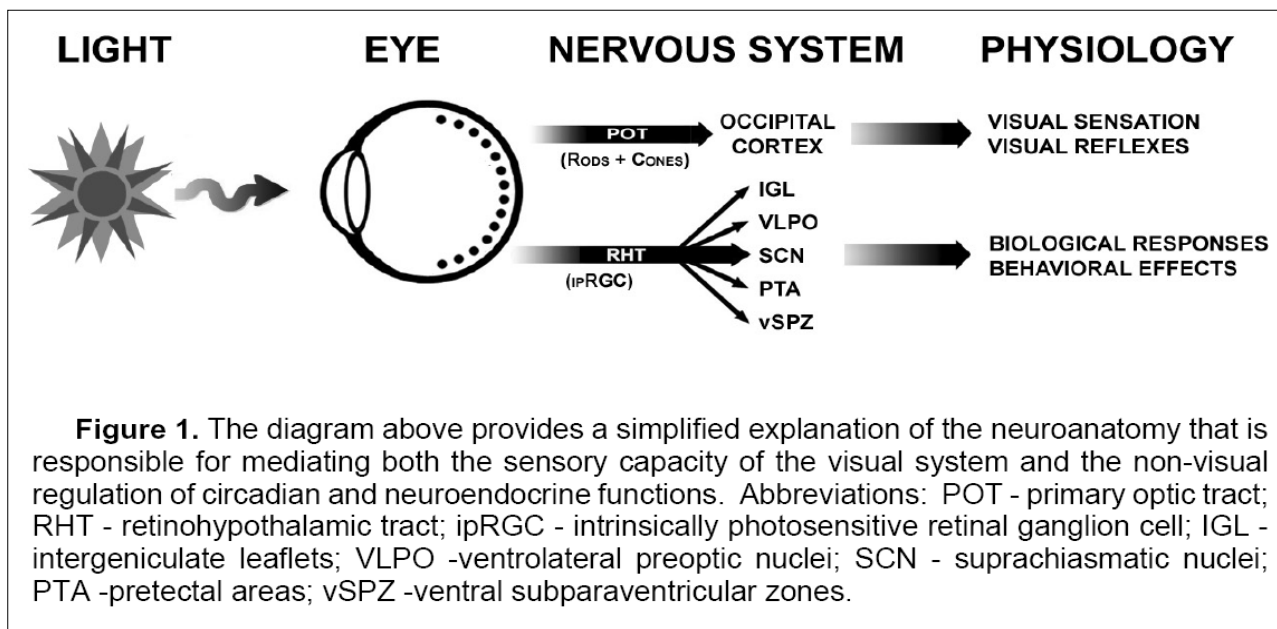 LIGHT EYE NERVOUS SYSTEM PHYSIOLOGY
POT
(RODS + CONES)
OCCIPITAL
CORTEX
VISUAL SENSATION
VISUAL REFLEXES
RHT
(IPRGC)
IGL
VLPO
SCN
PTA
vSPZ
BIOLOGICAL RESPONSES
BEHAVIORAL EFFECTS
Figure 1. The diagram above provides a simplified explanation of the neuroanatomy that is
responsible for mediating both the sensory capacity of the visual system and the non-visual
regulation of circadian and neuroendocrine functions. Abbreviations: POT - primary optic tract;
RHT - retinohypothalamic tract; ipRGC - intrinsically photosensitive retinal ganglion cell; IGL -
intergeniculate leaflets; VLPO -ventrolateral preoptic nuclei; SCN - suprachiasmatic nuclei;
PTA -pretectal areas; vSPZ -ventral subparaventricular zones.